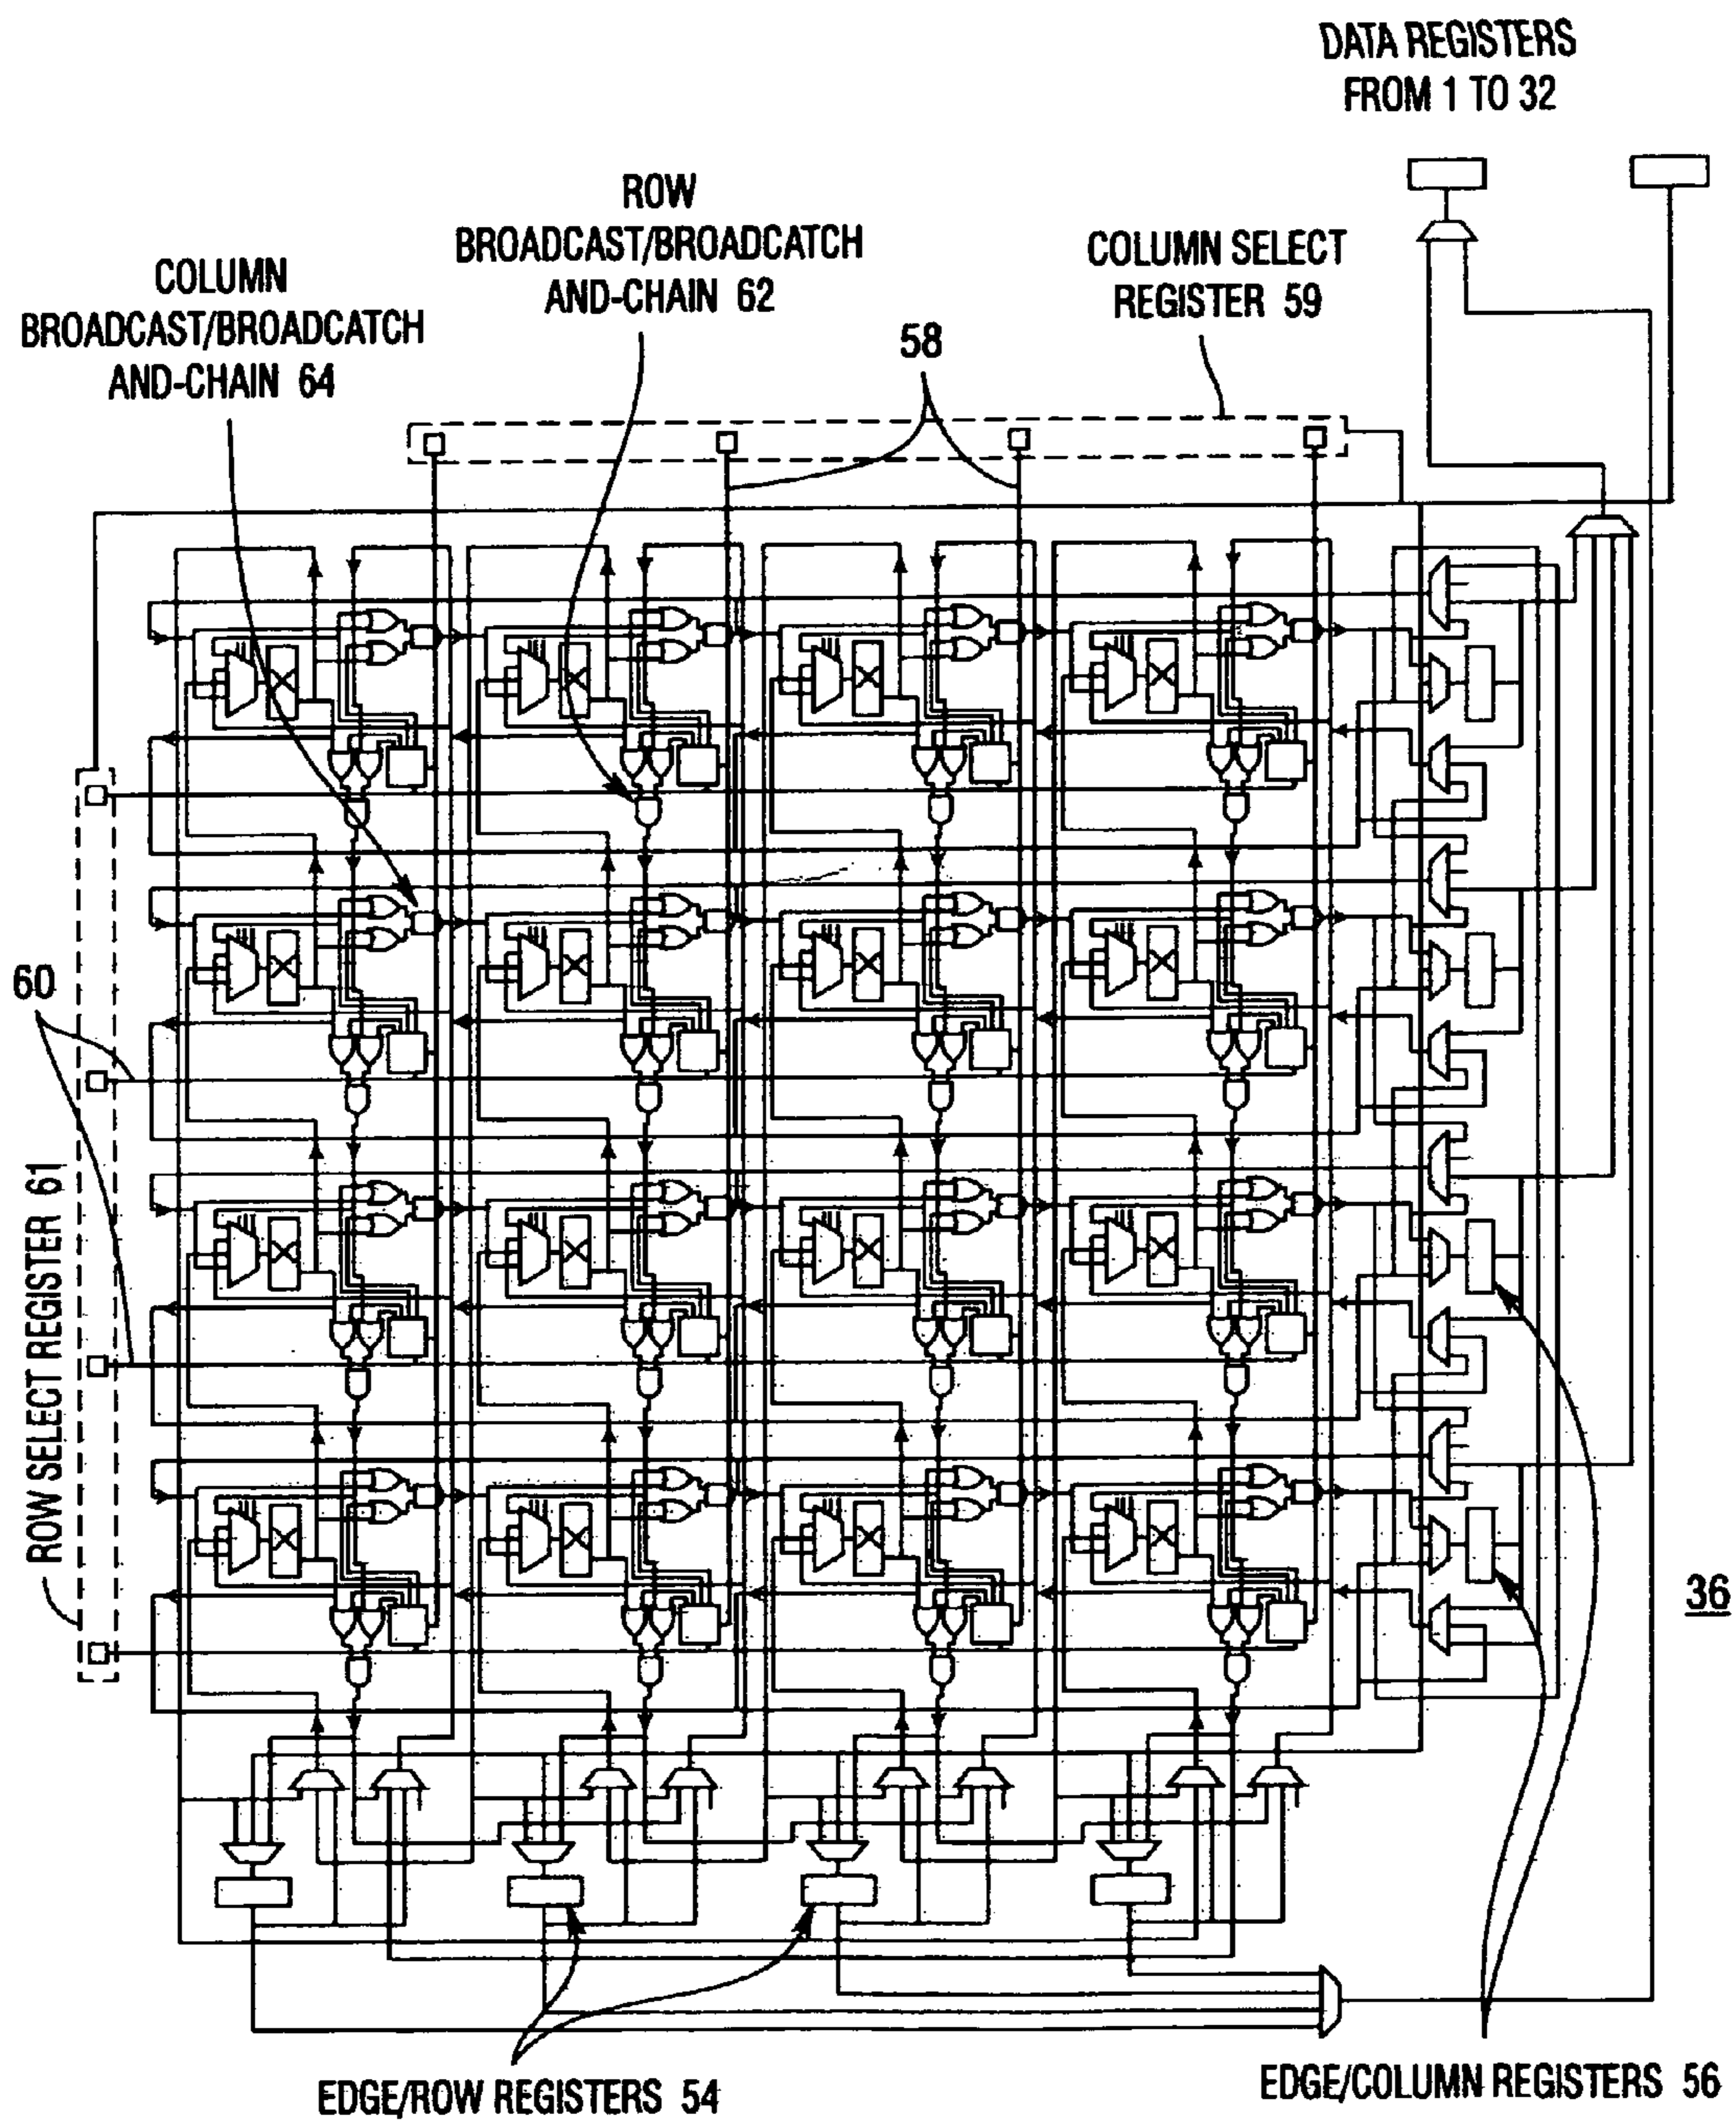 DATA REGISTERS
FROM 1 TO 32
ROW
BROADCAST/BROADCATCH
AND-CHAIN 62
COLUMN SELECT
REGISTER 59
COLUMN
BROADCAST/BROADCATCH
AND-CHAIN 64
58
60
ROW SELECT REGISTER 61
36
EDGE/ROW REGISTERS 54
EDGE/COLUMN REGISTERS 56